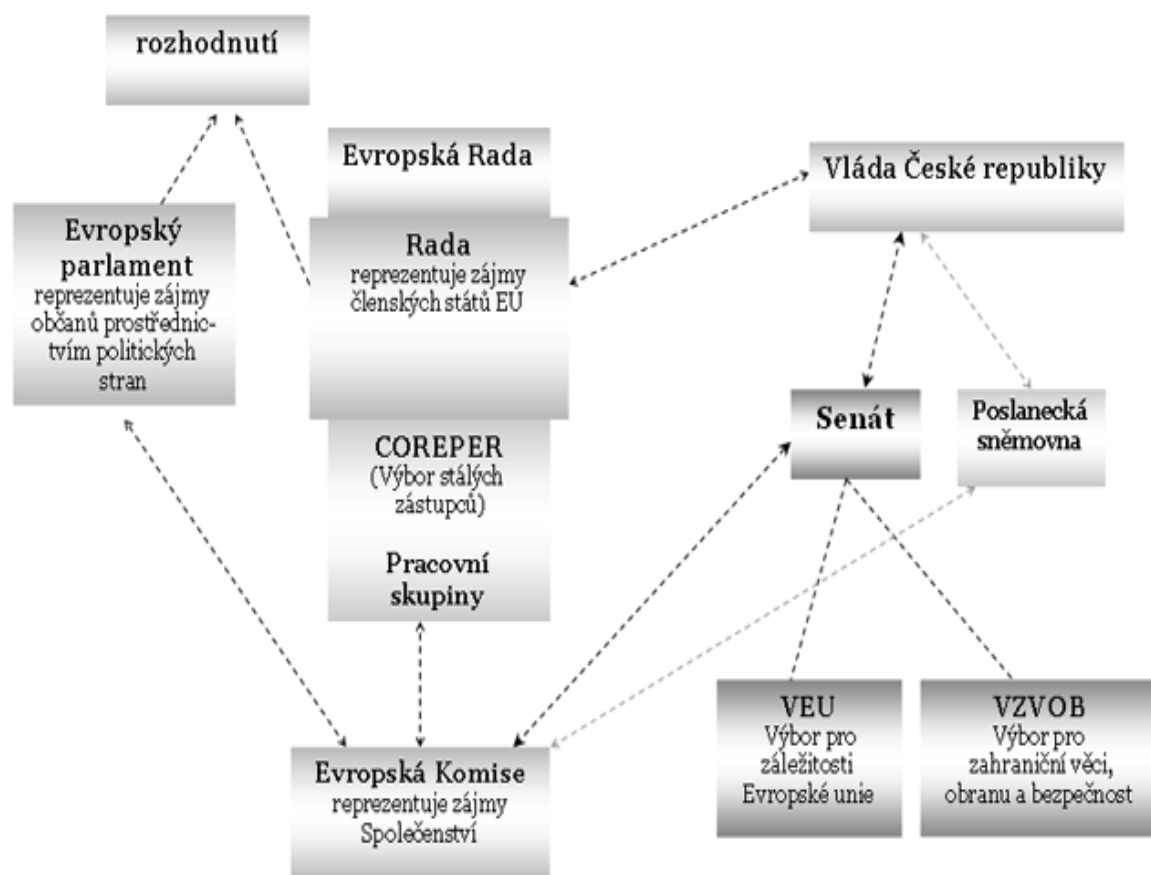 rozhodnutí
Evropská Rada
Vláda České republiky
Evropský
parlament
reprezentuje zájmy
občanů prostřednic-
tvím politických
stran
Rada
reprezentuje zájmy
členských států EU
Senát
Poslanecká
sněmovna
COREPER
(Výbor stálých
zástupců)
Pracovní
skupiny
VEU
Výbor pro
záležitosti
Evropské unie
VZVOB
Výbor pro
zahraniční věci,
obranu a bezpečnost
Evropská Komise
reprezentuje zájmy
Společenství